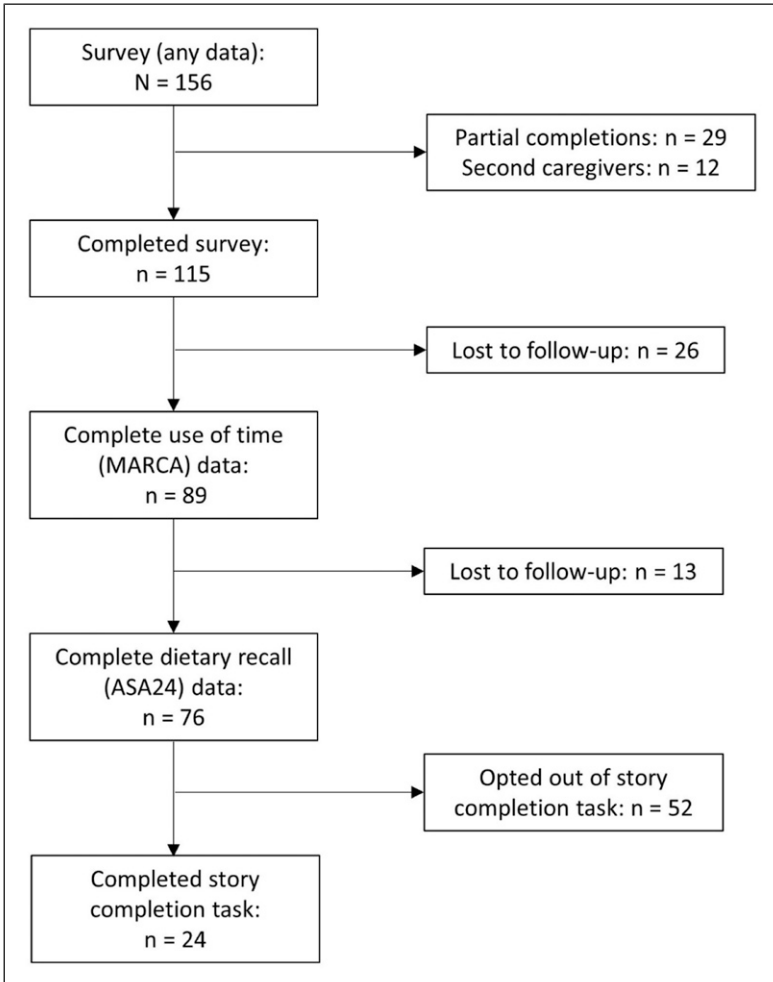 Survey (any data):
N = 156
Partial completions: n = 29
Second caregivers: n = 12
Completed survey:
n = 115
Lost to follow-up: n = 26
Complete use of time
(MARCA) data:
n = 89
Lost to follow-up: n = 13
Complete dietary recall
(ASA24) data:
n = 76
Opted out of story
completion task: n = 52
Completed story
completion task:
n = 24